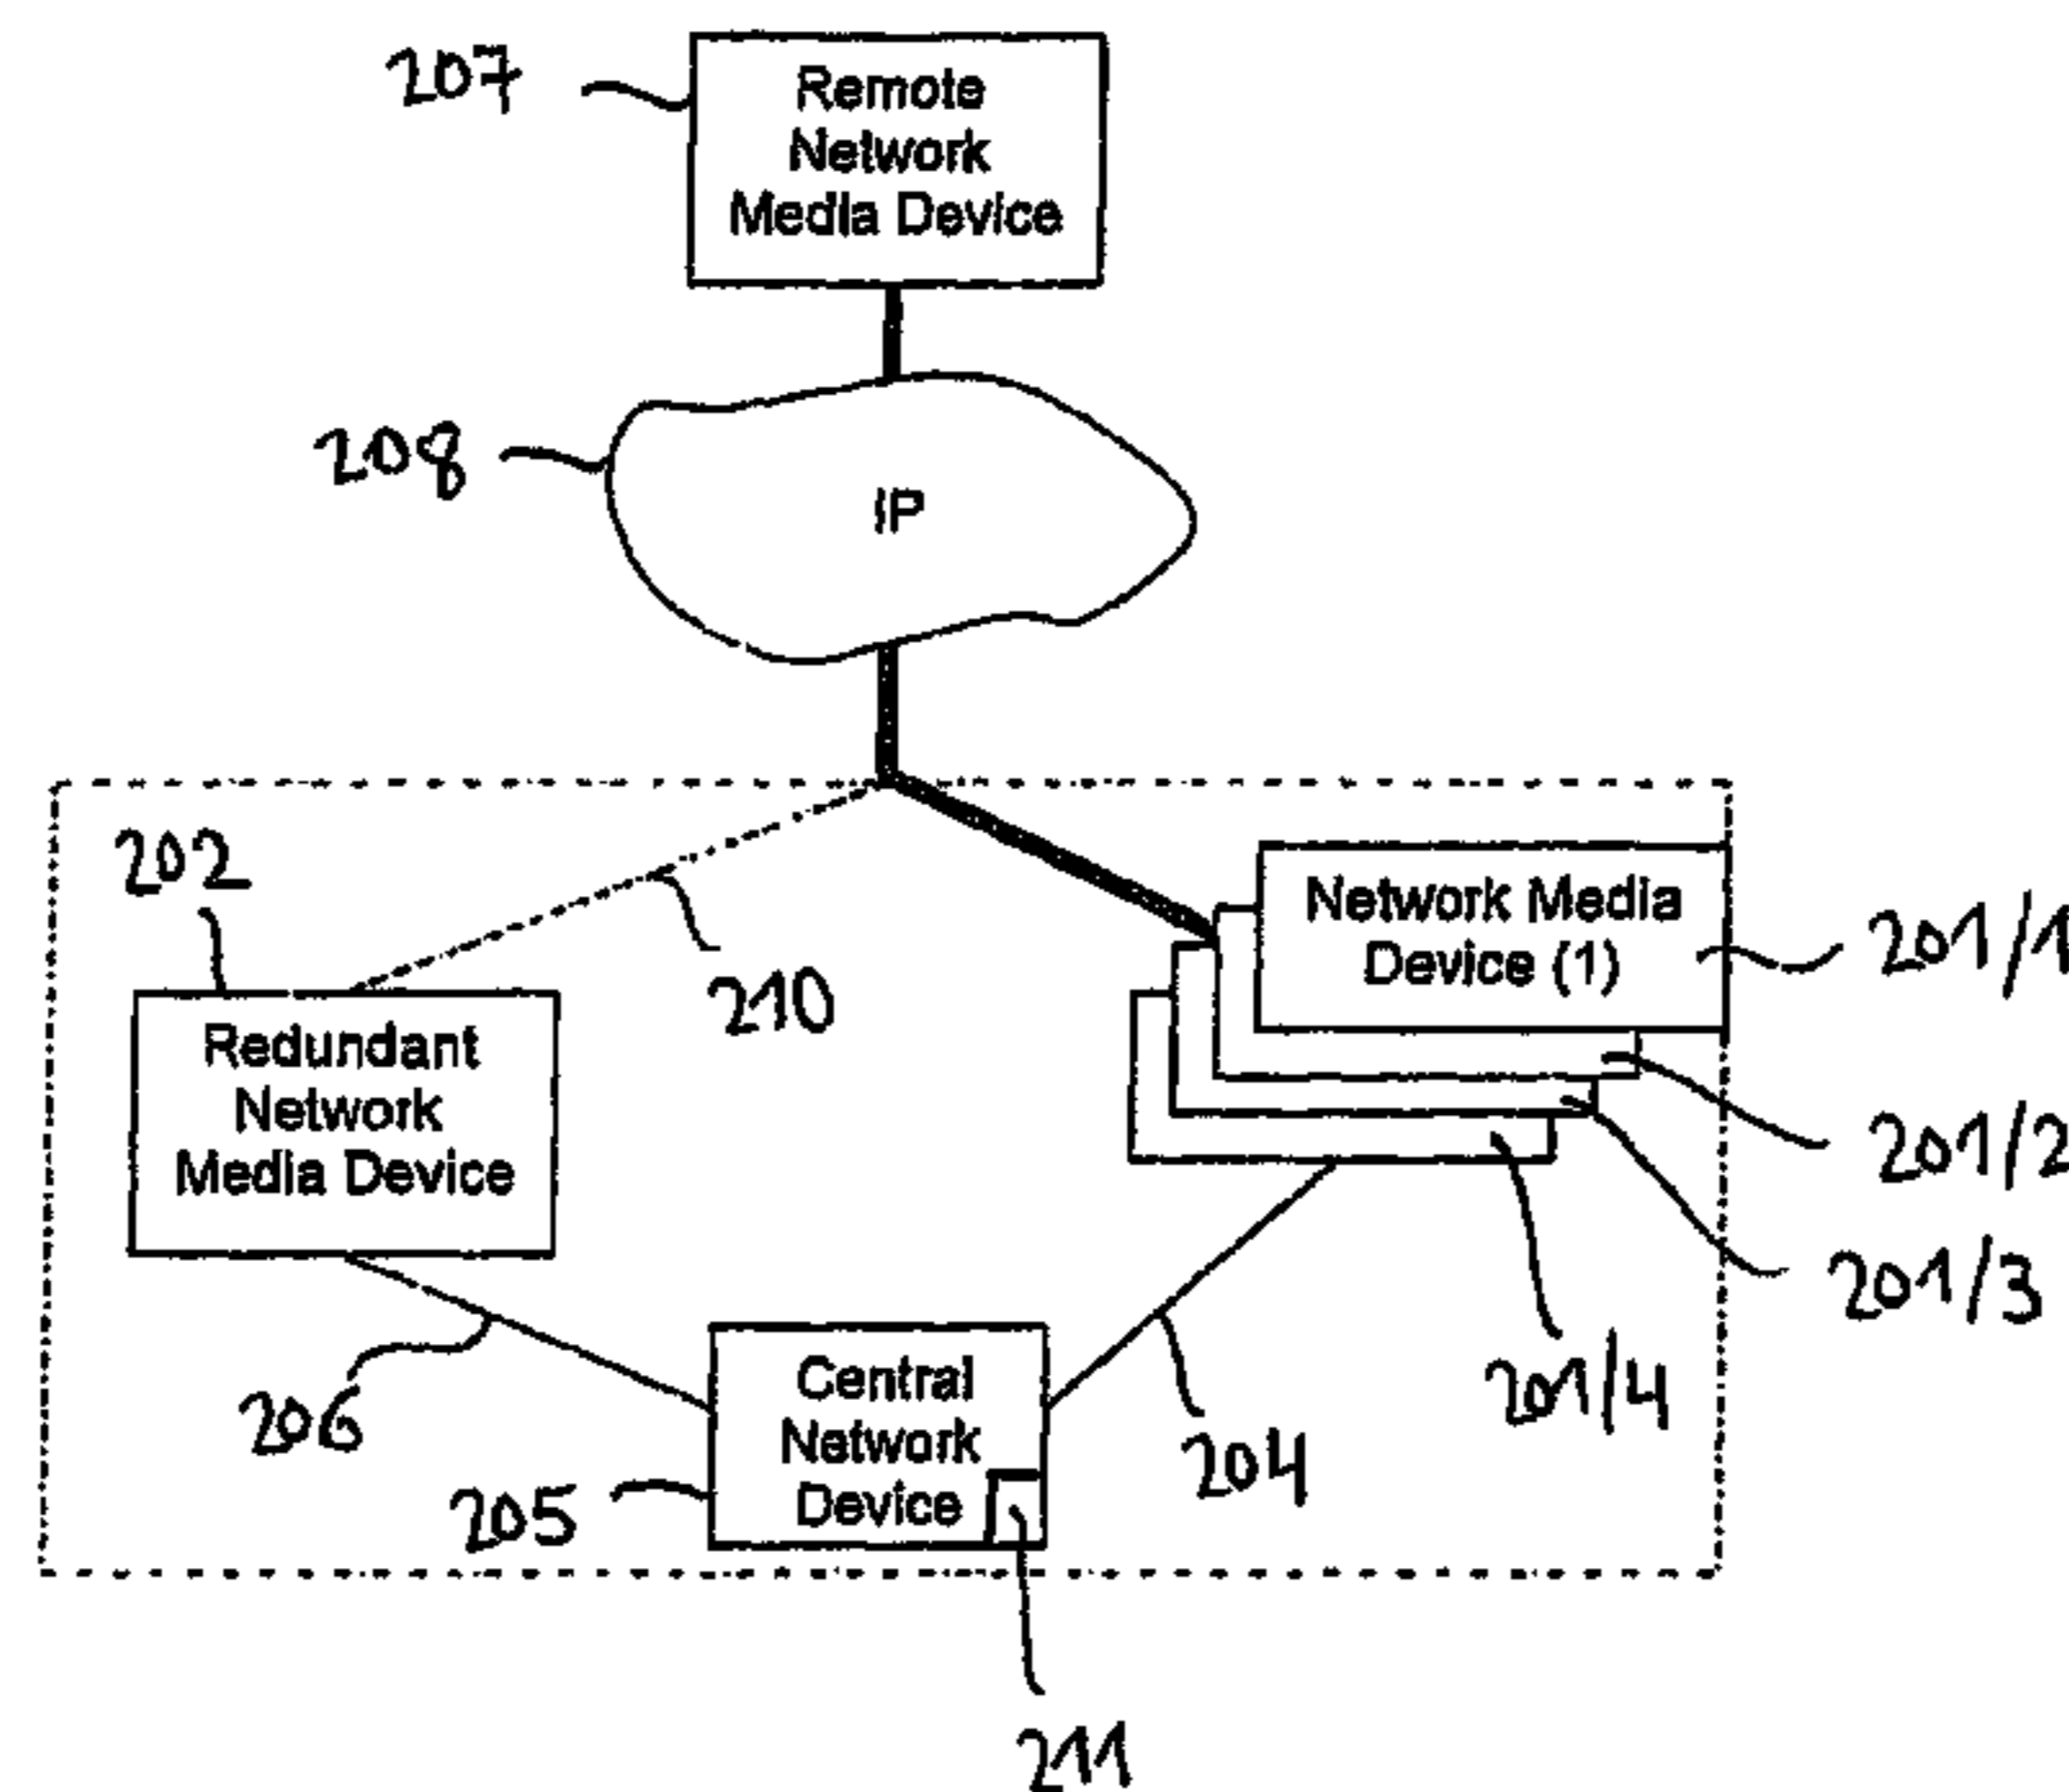 207
Remote
Network
Media Device
208
IP
202
Network Media
Device (1)
201/1
210
Redundant
Network
Media Device
201/2
201/3
Central
Network
Device
201/4
206
204
205
211